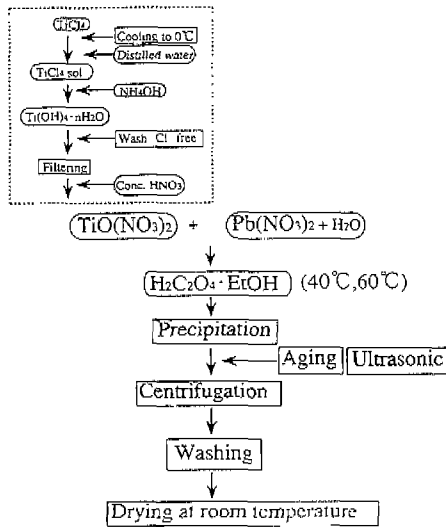 TiCl4
Cooling to 0℃
Distilled water
TiCl4 sol
NH4OH
Ti(OH)4·nH2O
Wash Cl⁻ free
Filtering
Conc. HNO3
TiO(NO3)2 + Pb(NO3)2 + H2O
H2C2O4·EtOH (40℃,60℃)
Precipitation
Aging Ultrasonic
Centrifugation
Washing
Drying at room temperature